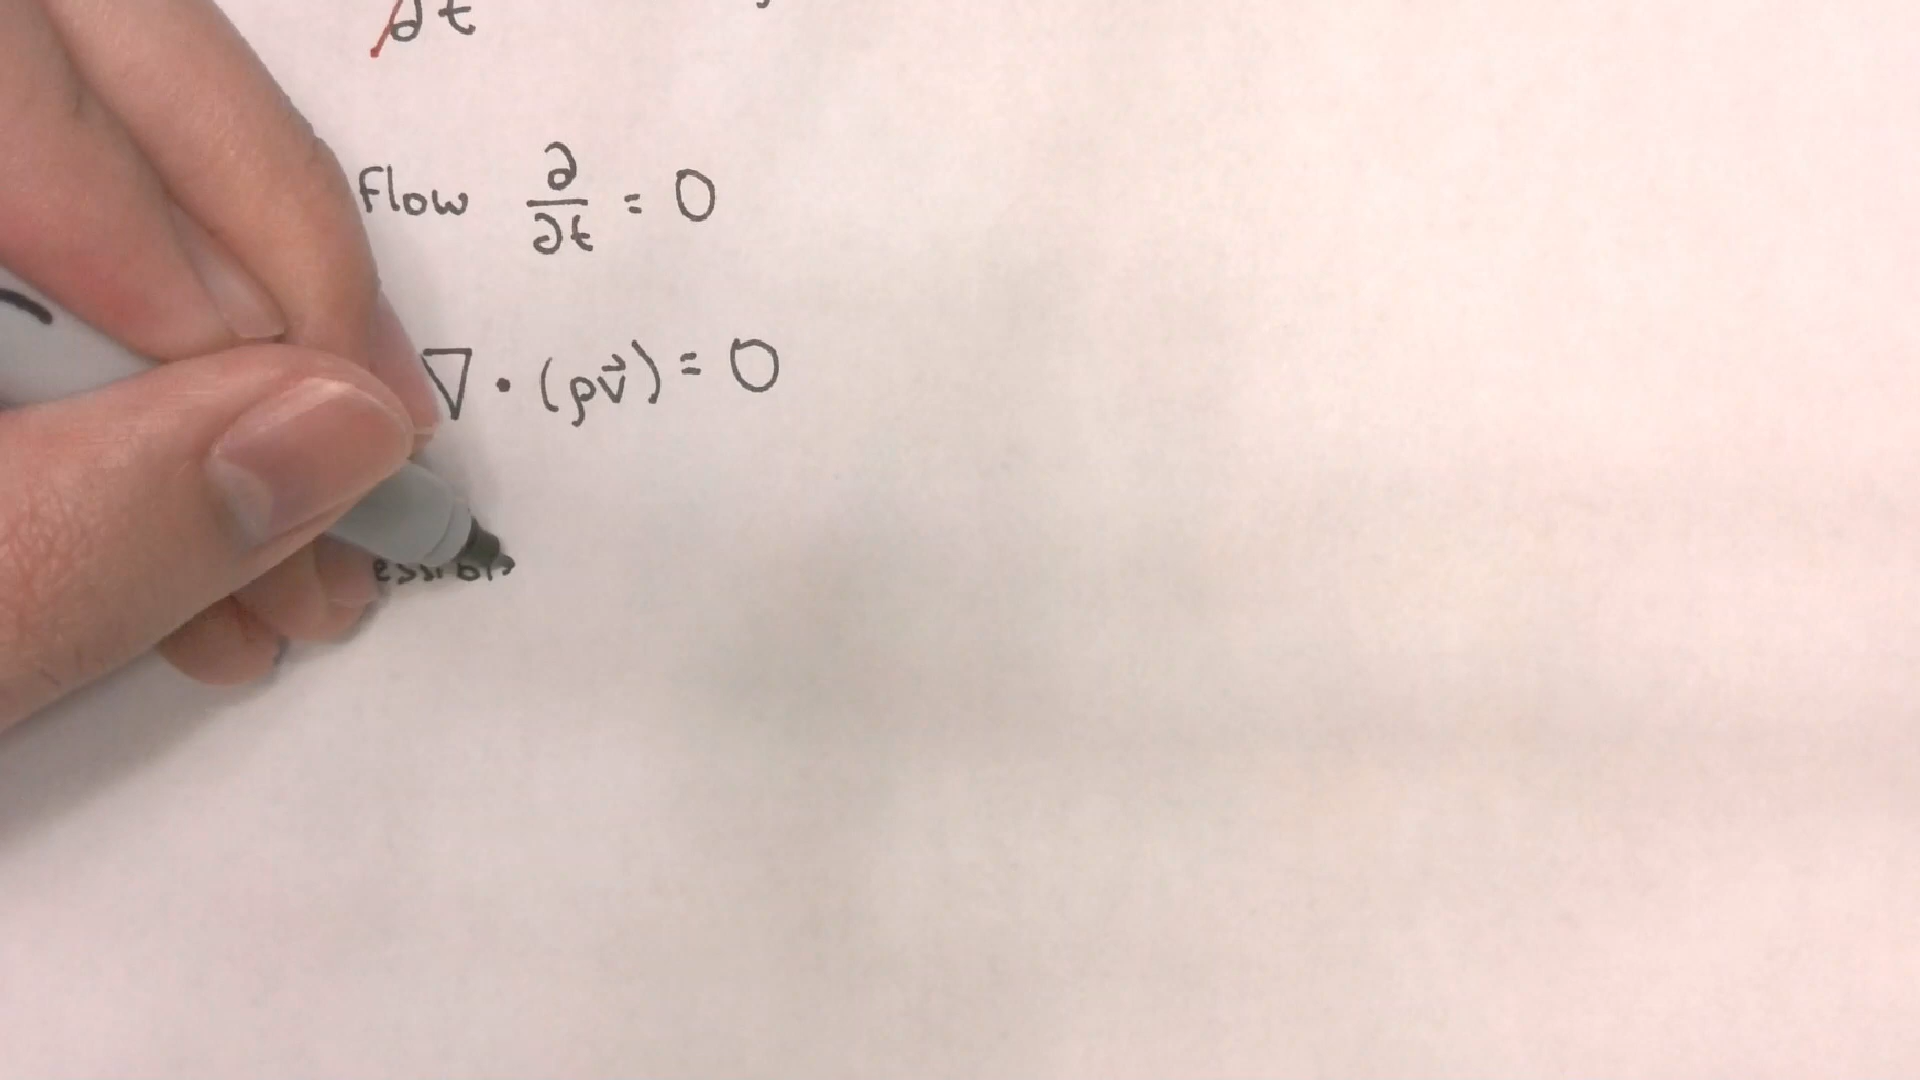 ∂t
Flow ∂/∂t = 0
∇ · (ρv⃗) = 0